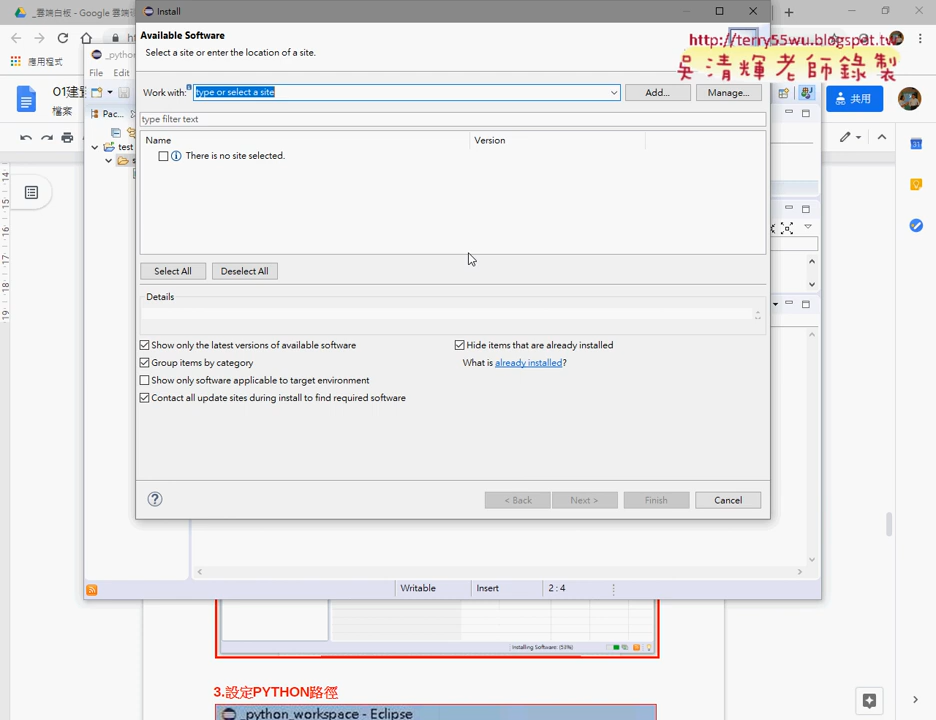 _雲端白板 - Google 雲端
Install
Available Software
Select a site or enter the location of a site.
http://terry55wu.blogspot.tw
吳清輝老師錄製
應用程式
_python
File Edit
Work with:
type or select a site
Add...
Manage...
01建
檔案
共用
Pac...
type filter text
Name
Version
There is no site selected.
test
Select All
Deselect All
Details
Show only the latest versions of available software
Hide items that are already installed
Group items by category
What is already installed?
Show only software applicable to target environment
Contact all update sites during install to find required software
< Back
Next >
Finish
Cancel
Writable
Insert
2 : 4
Installing Software: (53%)
3.設定PYTHON路徑
_python_workspace - Eclipse